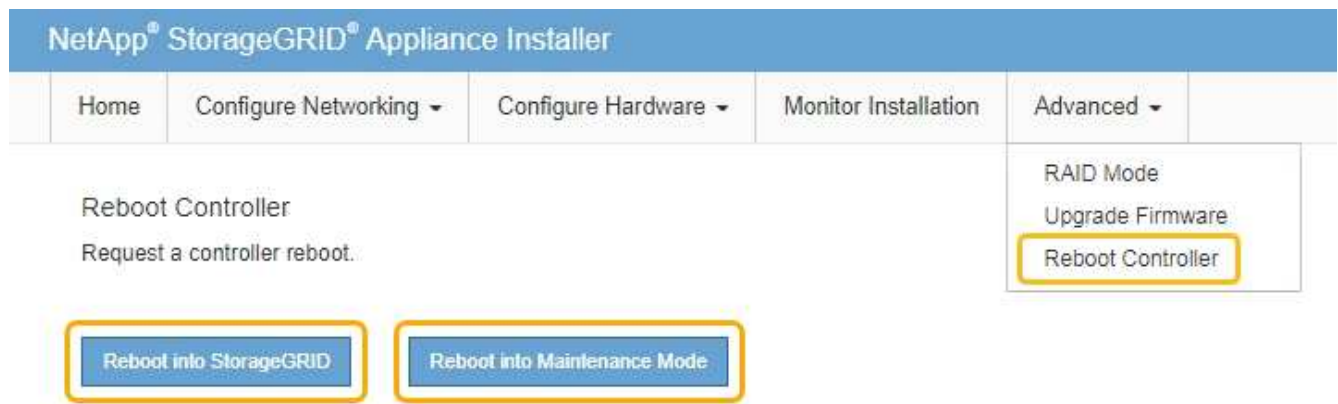 NetApp® StorageGRID® Appliance Installer
Home Configure Networking Configure Hardware Monitor Installation Advanced
RAID Mode
Upgrade Firmware
Reboot Controller
Reboot Controller
Request a controller reboot.
Reboot into StorageGRID Reboot into Maintenance Mode